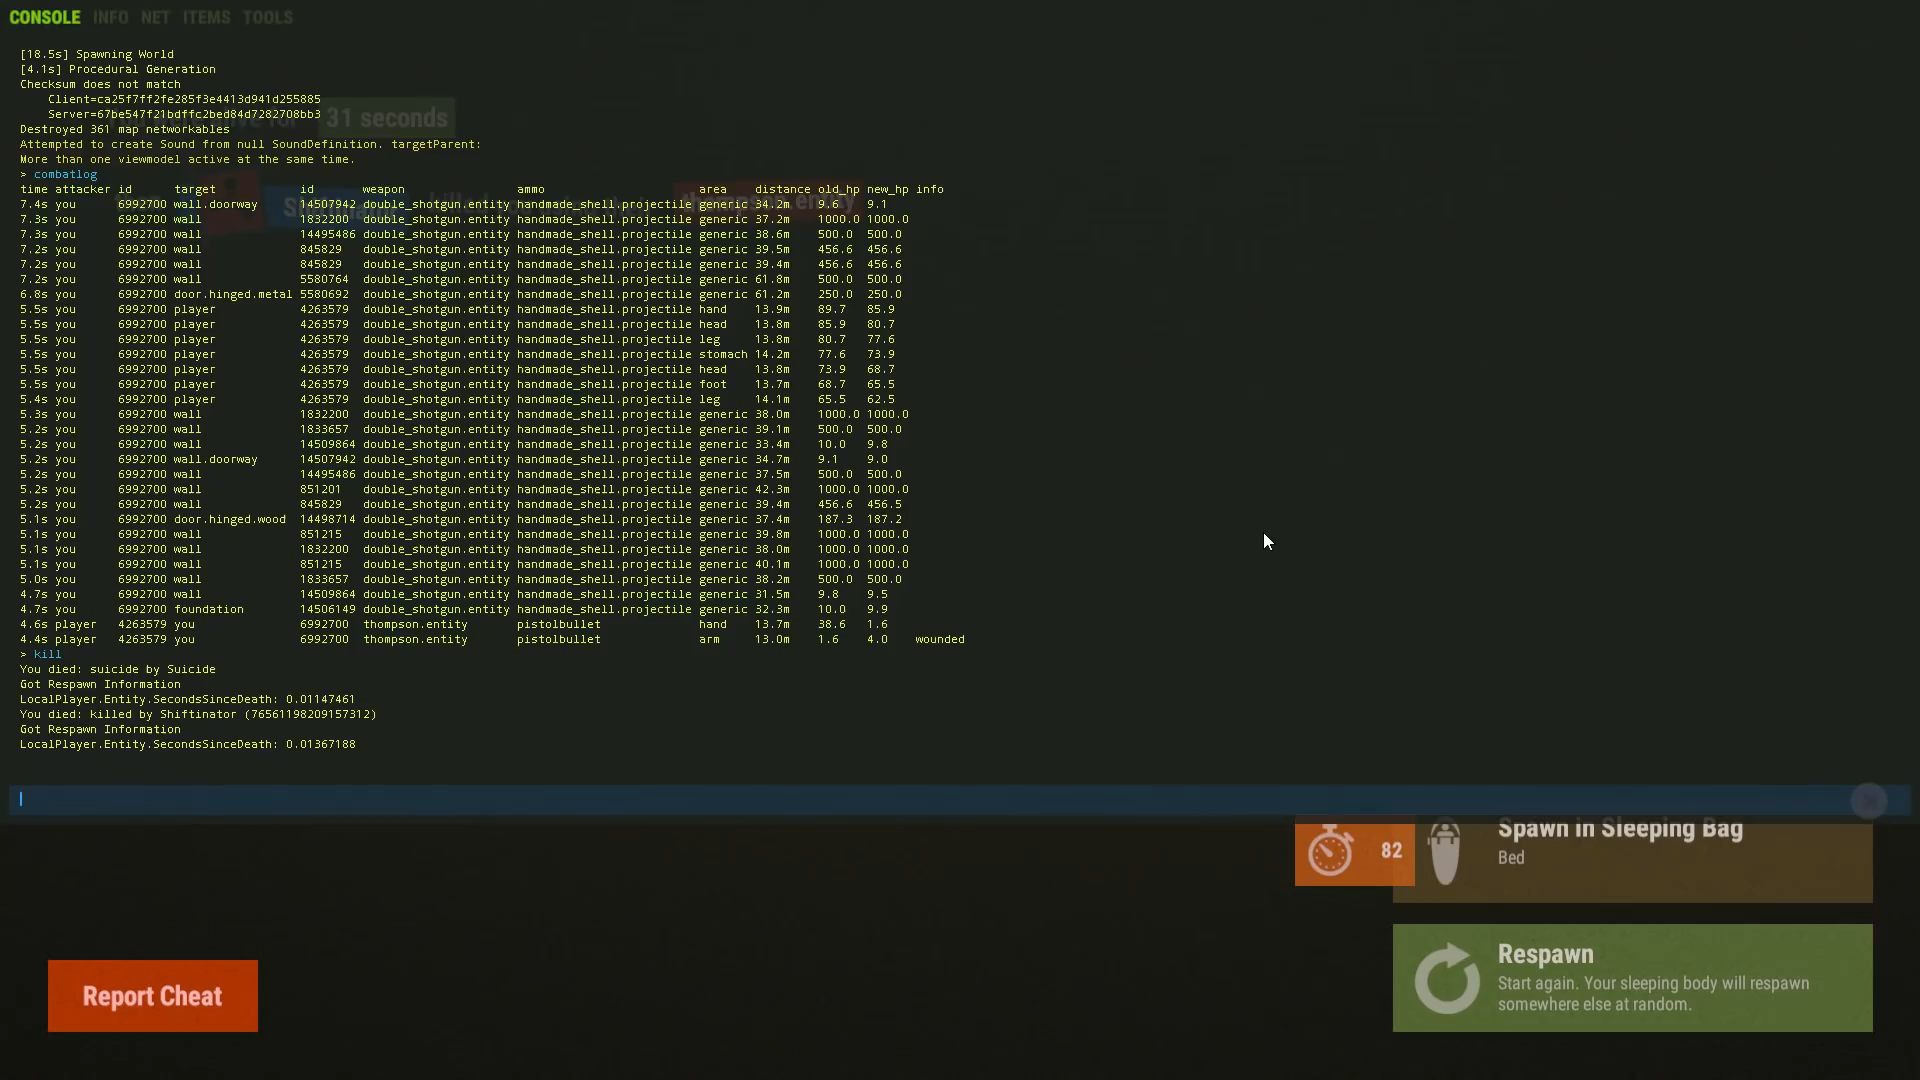 CONSOLE INFO NET ITEMS TOOLS
[18.5s] Spawning World
[4.1s] Procedural Generation
Checksum does not match
Client=ca25f7ff2fe285f3e4413d941d255885
Server=67be547f21bdffc2bed84d7282708bb3
31 seconds
Destroyed 361 map networkables
Attempted to create Sound from null SoundDefinition. targetParent:
More than one viewmodel active at the same time.
> combatlog
time attacker id target id weapon ammo area distance old_hp new_hp info
7.4s you 6992700 wall.doorway 14507942 double_shotgun.entity handmade_shell.projectile generic 34.2m 9.6 9.1
7.3s you 6992700 wall 1832200 double_shotgun.entity handmade_shell.projectile generic 37.2m 1000.0 1000.0
7.3s you 6992700 wall 14495486 double_shotgun.entity handmade_shell.projectile generic 38.6m 500.0 500.0
7.2s you 6992700 wall 845829 double_shotgun.entity handmade_shell.projectile generic 39.5m 456.6 456.6
7.2s you 6992700 wall 845829 double_shotgun.entity handmade_shell.projectile generic 39.4m 456.6 456.6
7.2s you 6992700 wall 5580764 double_shotgun.entity handmade_shell.projectile generic 61.8m 500.0 500.0
6.8s you 6992700 door.hinged.metal 5580692 double_shotgun.entity handmade_shell.projectile generic 61.2m 250.0 250.0
5.5s you 6992700 player 4263579 double_shotgun.entity handmade_shell.projectile hand 13.9m 89.7 85.9
5.5s you 6992700 player 4263579 double_shotgun.entity handmade_shell.projectile head 13.8m 85.9 80.7
5.5s you 6992700 player 4263579 double_shotgun.entity handmade_shell.projectile leg 13.8m 80.7 77.6
5.5s you 6992700 player 4263579 double_shotgun.entity handmade_shell.projectile stomach 14.2m 77.6 73.9
5.5s you 6992700 player 4263579 double_shotgun.entity handmade_shell.projectile head 13.8m 73.9 68.7
5.5s you 6992700 player 4263579 double_shotgun.entity handmade_shell.projectile foot 13.7m 68.7 65.5
5.4s you 6992700 player 4263579 double_shotgun.entity handmade_shell.projectile leg 14.1m 65.5 62.5
5.3s you 6992700 wall 1832200 double_shotgun.entity handmade_shell.projectile generic 38.0m 1000.0 1000.0
5.2s you 6992700 wall 1833657 double_shotgun.entity handmade_shell.projectile generic 39.1m 500.0 500.0
5.2s you 6992700 wall 14509864 double_shotgun.entity handmade_shell.projectile generic 33.4m 10.0 9.8
5.2s you 6992700 wall.doorway 14507942 double_shotgun.entity handmade_shell.projectile generic 34.7m 9.1 9.0
5.2s you 6992700 wall 14495486 double_shotgun.entity handmade_shell.projectile generic 37.5m 500.0 500.0
5.2s you 6992700 wall 851201 double_shotgun.entity handmade_shell.projectile generic 42.3m 1000.0 1000.0
5.2s you 6992700 wall 845829 double_shotgun.entity handmade_shell.projectile generic 39.4m 456.6 456.5
5.1s you 6992700 door.hinged.wood 14498714 double_shotgun.entity handmade_shell.projectile generic 37.4m 187.3 187.2
5.1s you 6992700 wall 851215 double_shotgun.entity handmade_shell.projectile generic 39.8m 1000.0 1000.0
5.1s you 6992700 wall 1832200 double_shotgun.entity handmade_shell.projectile generic 38.0m 1000.0 1000.0
5.1s you 6992700 wall 851215 double_shotgun.entity handmade_shell.projectile generic 40.1m 1000.0 1000.0
5.0s you 6992700 wall 1833657 double_shotgun.entity handmade_shell.projectile generic 38.2m 500.0 500.0
4.7s you 6992700 wall 14509864 double_shotgun.entity handmade_shell.projectile generic 31.5m 9.8 9.5
4.7s you 6992700 foundation 14506149 double_shotgun.entity handmade_shell.projectile generic 32.3m 10.0 9.9
4.6s player 4263579 you 6992700 thompson.entity pistolbullet hand 13.7m 38.6 1.6
4.4s player 4263579 you 6992700 thompson.entity pistolbullet arm 13.0m 1.6 4.0 wounded
> kill
You died: suicide by Suicide
Got Respawn Information
LocalPlayer.Entity.SecondsSinceDeath: 0.01147461
You died: killed by Shiftinator (76561198209157312)
Got Respawn Information
LocalPlayer.Entity.SecondsSinceDeath: 0.01367188
82
Spawn in Sleeping Bag
Bed
Respawn
Start again. Your sleeping body will respawn
somewhere else at random.
Report Cheat